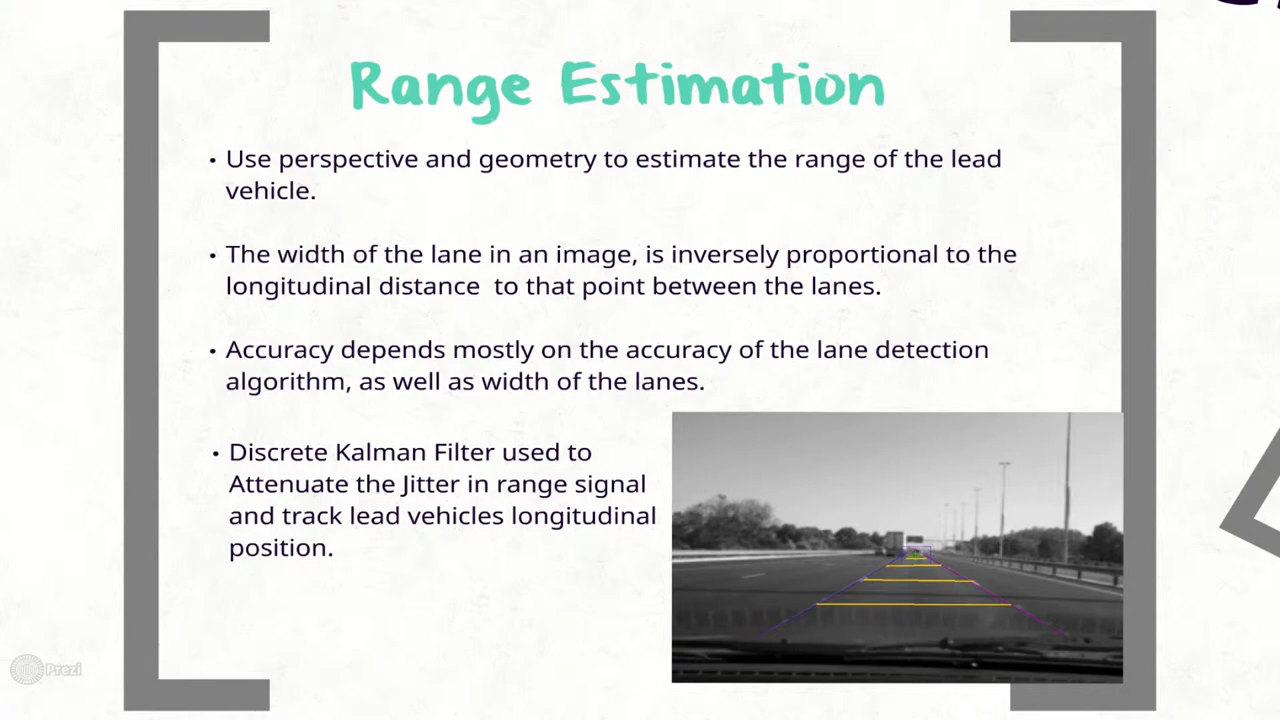 Range Estimation
• Use perspective and geometry to estimate the range of the lead
vehicle.
• The width of the lane in an image, is inversely proportional to the
longitudinal distance  to that point between the lanes.
• Accuracy depends mostly on the accuracy of the lane detection
algorithm, as well as width of the lanes.
• Discrete Kalman Filter used to
Attenuate the Jitter in range signal
and track lead vehicles longitudinal
position.
Prezi